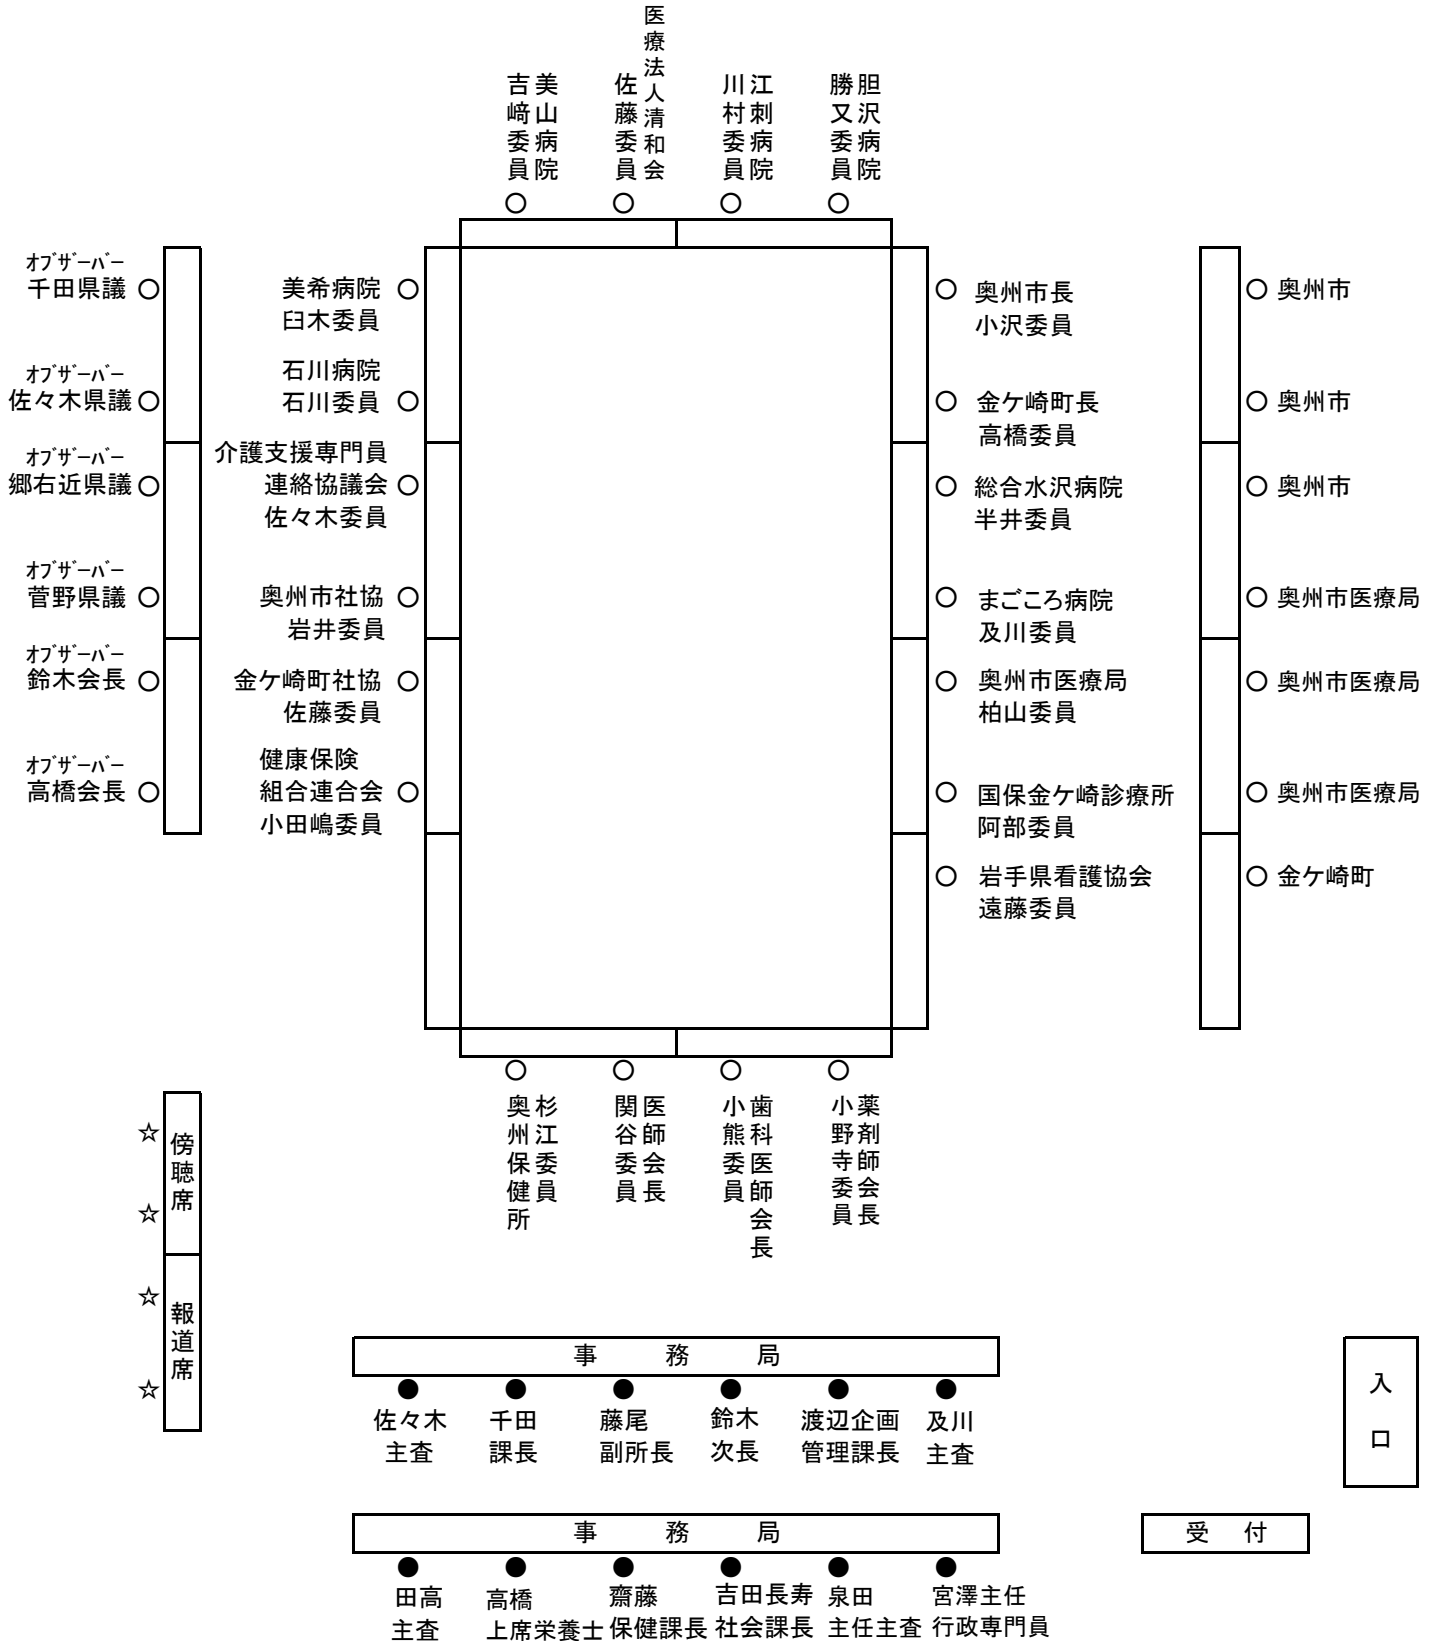 美山病院
吉﨑委員
医療法人清和会
佐藤委員
江刺病院
川村委員
胆沢病院
勝又委員
ｵﾌﾞｻﾞｰﾊﾞｰ
千田県議
ｵﾌﾞｻﾞｰﾊﾞｰ
佐々木県議
ｵﾌﾞｻﾞｰﾊﾞｰ
郷右近県議
ｵﾌﾞｻﾞｰﾊﾞｰ
菅野県議
ｵﾌﾞｻﾞｰﾊﾞｰ
鈴木会長
ｵﾌﾞｻﾞｰﾊﾞｰ
高橋会長
美希病院
臼木委員
石川病院
石川委員
介護支援専門員
連絡協議会
佐々木委員
奥州市社協
岩井委員
金ケ崎町社協
佐藤委員
健康保険
組合連合会
小田嶋委員
奥州市長
小沢委員
金ケ崎町長
高橋委員
総合水沢病院
半井委員
まごころ病院
及川委員
奥州市医療局
柏山委員
国保金ケ崎診療所
阿部委員
岩手県看護協会
遠藤委員
奥州市
奥州市
奥州市
奥州市医療局
奥州市医療局
奥州市医療局
金ケ崎町
杉江委員
奥州保健所
医師会長
関谷委員
歯科医師会長
小熊委員
薬剤師会長
小野寺委員
☆
☆
傍聴席
☆
☆
報道席
事務局
佐々木
主査
千田
課長
藤尾
副所長
鈴木
次長
渡辺企画
管理課長
及川
主査
入口
事務局
田高
主査
高橋
上席栄養士
齋藤
保健課長
吉田長寿
社会課長
泉田
主任主査
宮澤主任
行政専門員
受付